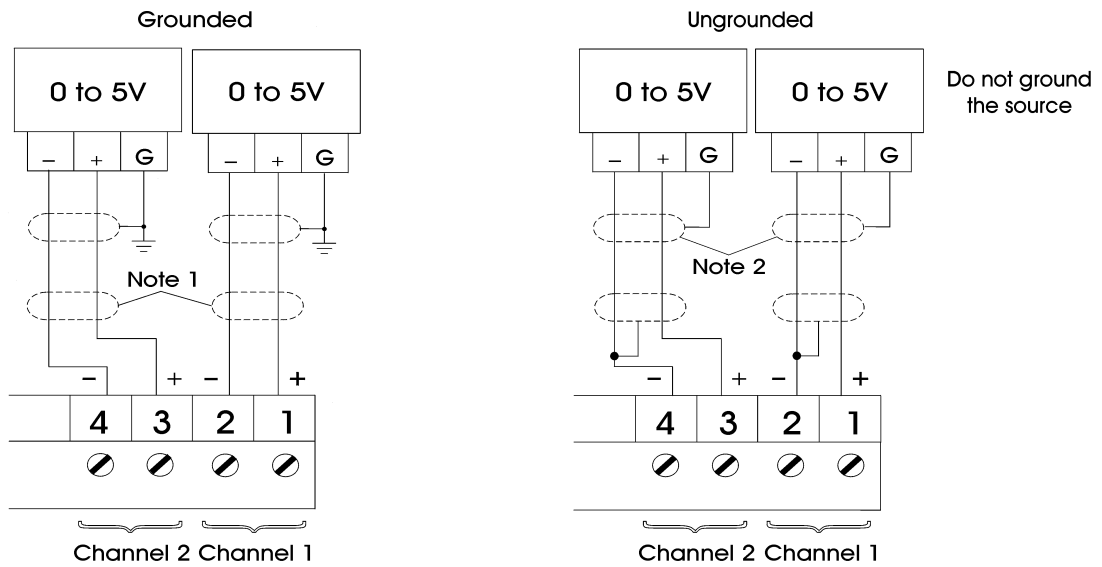 Grounded
0 to 5V 0 to 5V
– + G – + G
Note 1
– + – +
4 3 2 1
Channel 2 Channel 1
Ungrounded
0 to 5V 0 to 5V
Do not ground
the source
– + G – + G
Note 2
– + – +
4 3 2 1
Channel 2 Channel 1